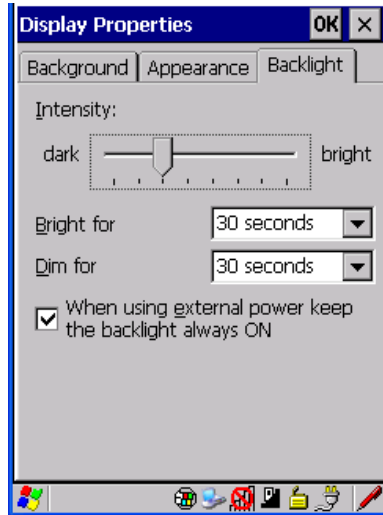 Display Properties OK ×
Background Appearance Backlight
Intensity:
dark bright
Bright for 30 seconds
Dim for 30 seconds
When using external power keep
the backlight always ON